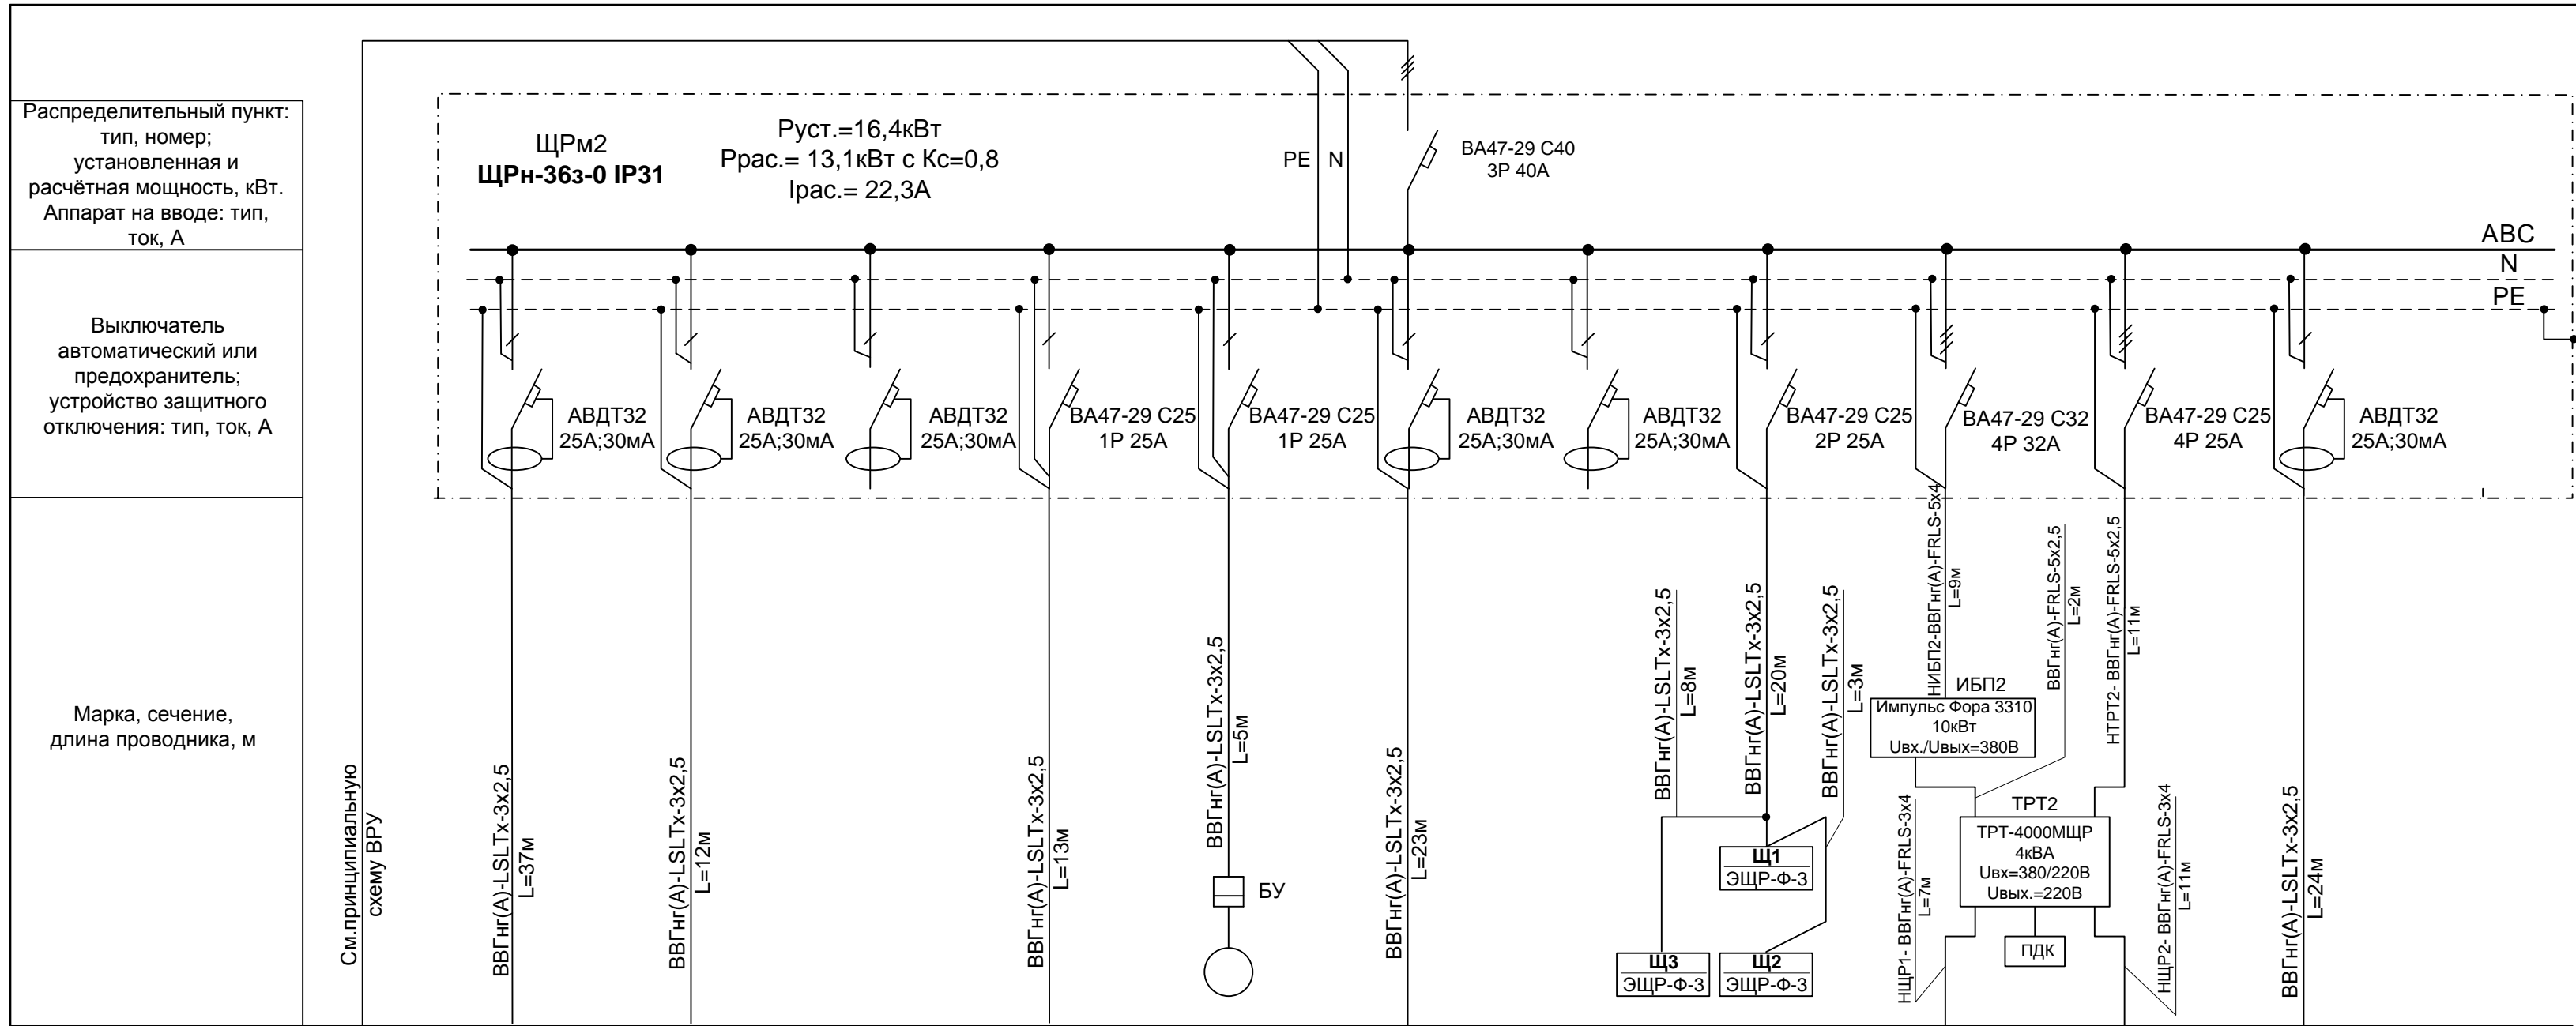 Распределительный пункт:
тип, номер;
установленная и
расчётная мощность, кВт.
Аппарат на вводе: тип,
ток, А
Выключатель
автоматический или
предохранитель;
устройство защитного
отключения: тип, ток, А
Марка, сечение,
длина проводника, м
См.принципиальную
схему ВРУ
ЩРм2
ЩРн-36з-0 IP31
Руст.=16,4кВт
Ррас.= 13,1кВт с Кс=0,8
Iрас.= 22,3А
PE
N
ВА47-29 С40
3Р 40А
ABC
N
PE
АВДТ32
25А;30мА
АВДТ32
25А;30мА
АВДТ32
25А;30мА
ВА47-29 С25
1Р 25А
ВА47-29 С25
1Р 25А
АВДТ32
25А;30мА
АВДТ32
25А;30мА
ВА47-29 С25
2Р 25А
ВА47-29 С32
4Р 32А
ВА47-29 С25
4Р 25А
АВДТ32
25А;30мА
ВВГнг(А)-LSLTx-3х2,5
L=37м
ВВГнг(А)-LSLTx-3х2,5
L=12м
ВВГнг(А)-LSLTx-3х2,5
L=13м
ВВГнг(А)-LSLTx-3х2,5
L=5м
БУ
ВВГнг(А)-LSLTx-3х2,5
L=23м
ВВГнг(А)-LSLTx-3х2,5
L=8м
ВВГнг(А)-LSLTx-3х2,5
L=20м
ВВГнг(А)-LSLTx-3х2,5
L=3м
Щ1
ЭЩР-Ф-3
Щ3
ЭЩР-Ф-3
Щ2
ЭЩР-Ф-3
НИБП2-ВВГнг(А)-FRLS-5х4
L=9м
ВВГнг(А)-FRLS-5х2,5
L=2м
НТРТ2- ВВГнг(А)-FRLS-5х2,5
L=11м
ИБП2
Импульс Фора 3310
10кВт
Uвх./Uвых=380В
ТРТ2
ТРТ-4000МЩР
4кВА
Uвх=380/220В
Uвых.=220В
ПДК
НЩР1- ВВГнг(А)-FRLS-3х4
L=7м
НЩР2- ВВГнг(А)-FRLS-3х4
L=11м
ВВГнг(А)-LSLTx-3х2,5
L=24м